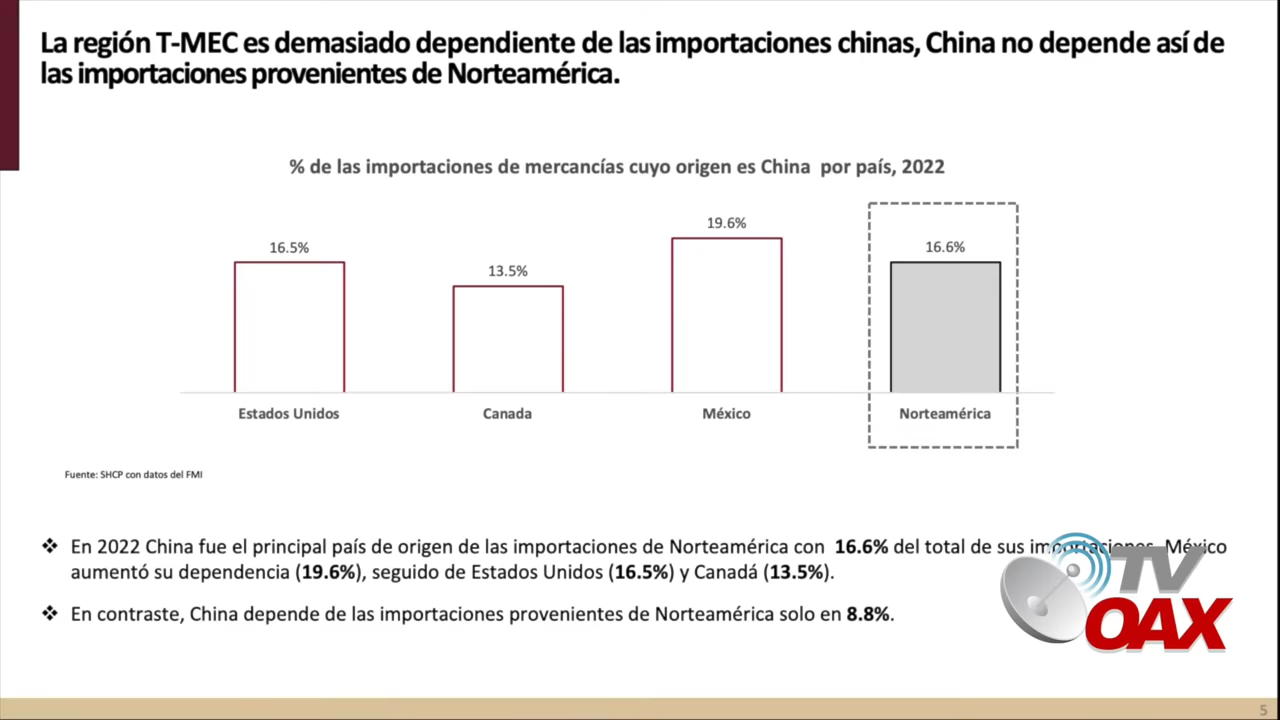 La región T-MEC es demasiado dependiente de las importaciones chinas, China no depende así de
las importaciones provenientes de Norteamérica.
% de las importaciones de mercancías cuyo origen es China por país, 2022
16.5%
13.5%
19.6%
16.6%
Estados Unidos
Canada
México
Norteamérica
Fuente: SHCP con datos del FMI
❖ En 2022 China fue el principal país de origen de las importaciones de Norteamérica con 16.6% del total de sus importaciones. México
aumentó su dependencia (19.6%), seguido de Estados Unidos (16.5%) y Canadá (13.5%).
❖ En contraste, China depende de las importaciones provenientes de Norteamérica solo en 8.8%.
TV
OAX
5